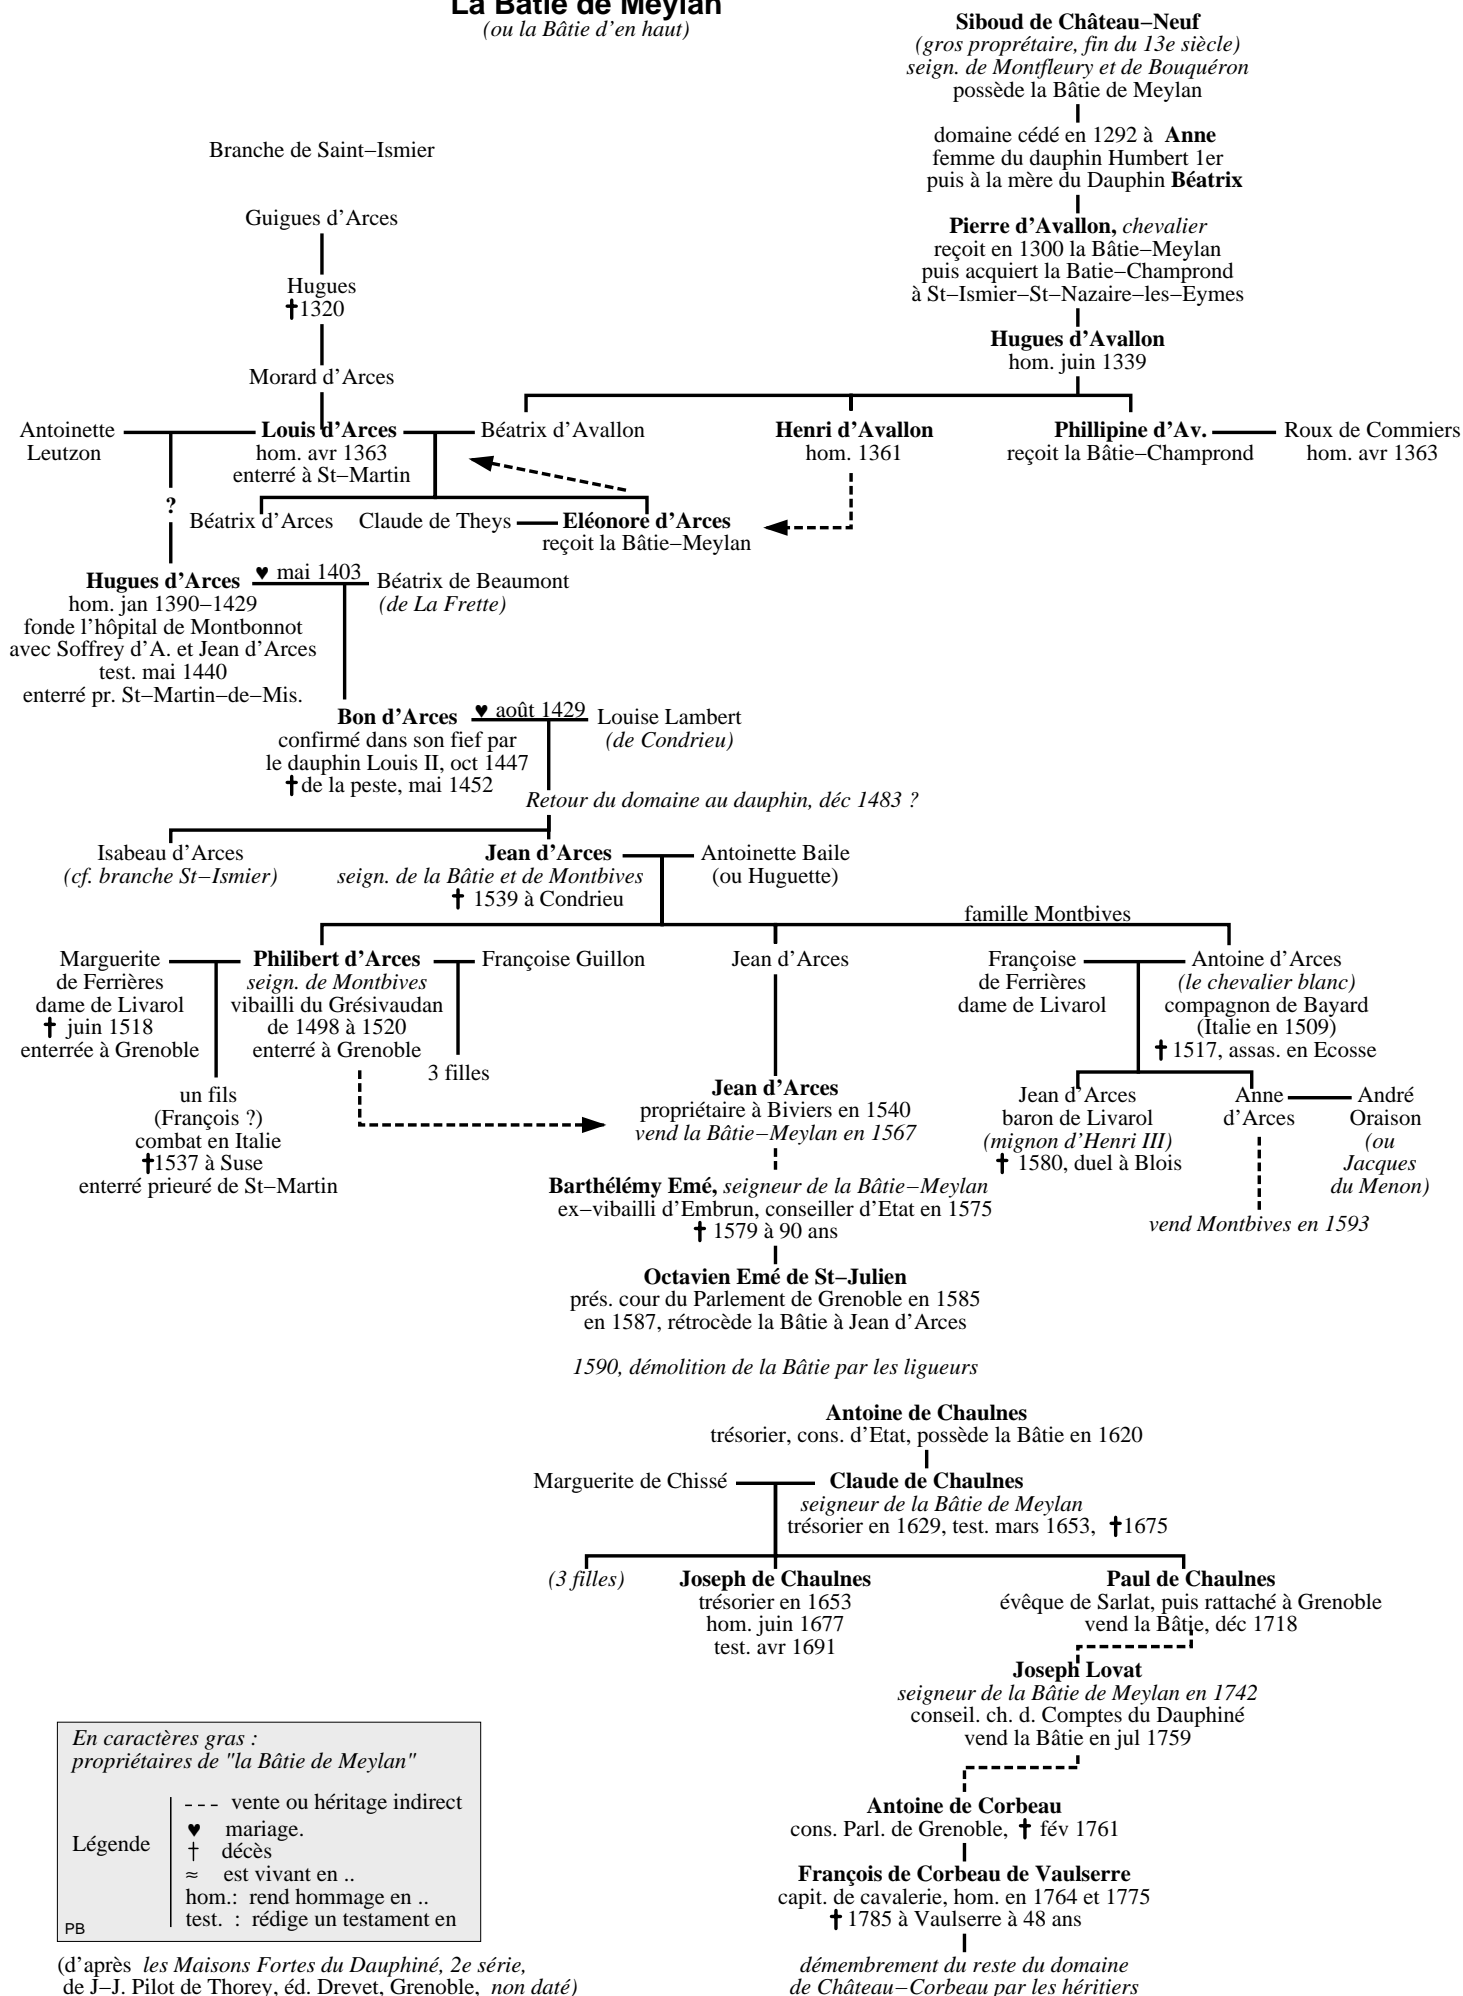 La Bâtie de Meylan
(ou la Bâtie d'en haut)
Siboud de Château–Neuf
(gros proprétaire, fin du 13e siècle)
seign. de Montfleury et de Bouquéron
possède la Bâtie de Meylan
domaine cédé en 1292 à Anne
femme du dauphin Humbert 1er
puis à la mère du Dauphin Béatrix
Pierre d'Avallon, chevalier
reçoit en 1300 la Bâtie–Meylan
puis acquiert la Batie–Champrond
à St–Ismier–St–Nazaire–les–Eymes
Hugues d'Avallon
hom. juin 1339
Branche de Saint–Ismier
Guigues d'Arces
Hugues
†1320
Morard d'Arces
Antoinette
Leutzon
Louis d'Arces
hom. avr 1363
enterré à St–Martin
Béatrix d'Avallon
Henri d'Avallon
hom. 1361
Phillipine d'Av.
reçoit la Bâtie–Champrond
Roux de Commiers
hom. avr 1363
?
Béatrix d'Arces
Claude de Theys
Eléonore d'Arces
reçoit la Bâtie–Meylan
Hugues d'Arces
hom. jan 1390–1429
fonde l'hôpital de Montbonnot
avec Soffrey d'A. et Jean d'Arces
test. mai 1440
enterré pr. St–Martin–de–Mis.
♥ mai 1403
Béatrix de Beaumont
(de La Frette)
Bon d'Arces
confirmé dans son fief par
le dauphin Louis II, oct 1447
† de la peste, mai 1452
♥ août 1429
Louise Lambert
(de Condrieu)
Retour du domaine au dauphin, déc 1483 ?
Isabeau d'Arces
(cf. branche St–Ismier)
Jean d'Arces
seign. de la Bâtie et de Montbives
† 1539 à Condrieu
Antoinette Baile
(ou Huguette)
famille Montbives
Marguerite
de Ferrières
dame de Livarol
† juin 1518
enterrée à Grenoble
Philibert d'Arces
seign. de Montbives
vibailli du Grésivaudan
de 1498 à 1520
enterré à Grenoble
Françoise Guillon
3 filles
un fils
(François ?)
combat en Italie
†1537 à Suse
enterré prieuré de St–Martin
Jean d'Arces
Françoise
de Ferrières
dame de Livarol
Antoine d'Arces
(le chevalier blanc)
compagnon de Bayard
(Italie en 1509)
† 1517, assas. en Ecosse
Jean d'Arces
propriétaire à Biviers en 1540
vend la Bâtie–Meylan en 1567
Jean d'Arces
baron de Livarol
(mignon d'Henri III)
† 1580, duel à Blois
Anne
d'Arces
André
Oraison
(ou
Jacques
du Menon)
vend Montbives en 1593
Barthélémy Emé, seigneur de la Bâtie–Meylan
ex–vibailli d'Embrun, conseiller d'Etat en 1575
† 1579 à 90 ans
Octavien Emé de St–Julien
prés. cour du Parlement de Grenoble en 1585
en 1587, rétrocède la Bâtie à Jean d'Arces
1590, démolition de la Bâtie par les ligueurs
Antoine de Chaulnes
trésorier, cons. d'Etat, possède la Bâtie en 1620
Marguerite de Chissé
Claude de Chaulnes
seigneur de la Bâtie de Meylan
trésorier en 1629, test. mars 1653, †1675
(3 filles)
Joseph de Chaulnes
trésorier en 1653
hom. juin 1677
test. avr 1691
Paul de Chaulnes
évêque de Sarlat, puis rattaché à Grenoble
vend la Bâtie, déc 1718
Joseph Lovat
seigneur de la Bâtie de Meylan en 1742
conseil. ch. d. Comptes du Dauphiné
vend la Bâtie en jul 1759
Antoine de Corbeau
cons. Parl. de Grenoble, † fév 1761
François de Corbeau de Vaulserre
capit. de cavalerie, hom. en 1764 et 1775
† 1785 à Vaulserre à 48 ans
démembrement du reste du domaine
de Château–Corbeau par les héritiers
En caractères gras :
propriétaires de "la Bâtie de Meylan"
Légende
--- vente ou héritage indirect
♥ mariage.
† décès
≈ est vivant en ..
hom.: rend hommage en ..
test. : rédige un testament en
PB
(d'après les Maisons Fortes du Dauphiné, 2e série,
de J–J. Pilot de Thorey, éd. Drevet, Grenoble, non daté)